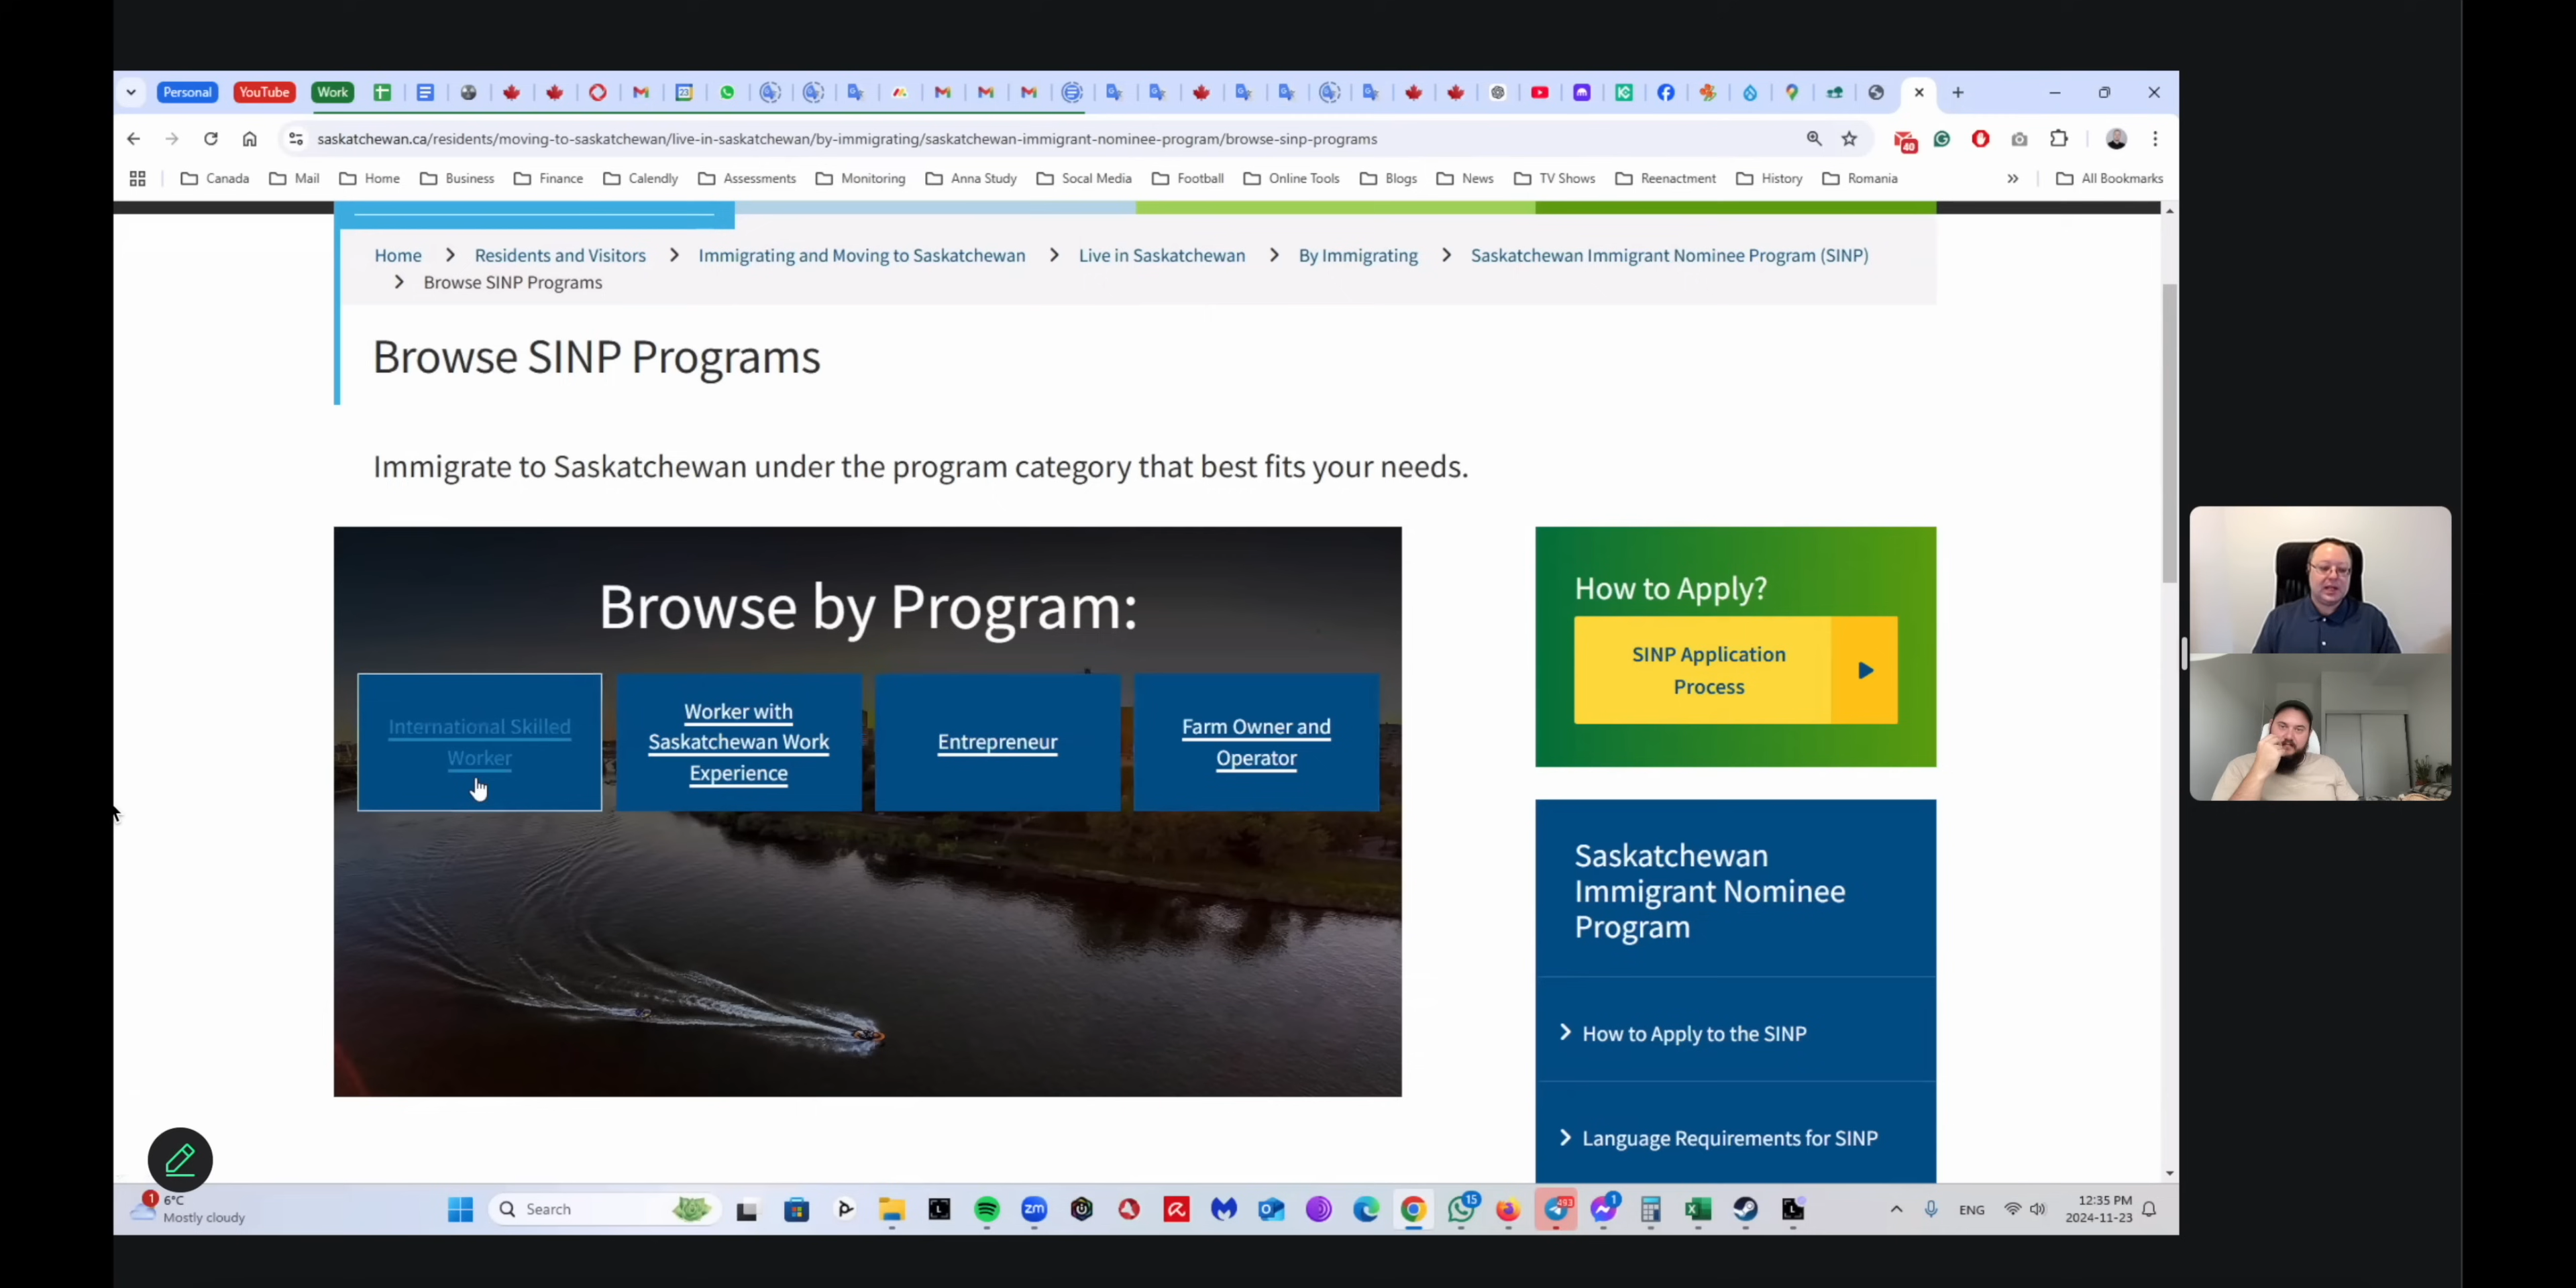 Personal YouTube Work
saskatchewan.ca/residents/moving-to-saskatchewan/live-in-saskatchewan/by-immigrating/saskatchewan-immigrant-nominee-program/browse-sinp-programs
40
Canada Mail Home Business Finance Calendly Assessments Monitoring Anna Study Socal Media Football Online Tools Blogs News TV Shows Reenactment History Romania » All Bookmarks
Home > Residents and Visitors > Immigrating and Moving to Saskatchewan > Live in Saskatchewan > By Immigrating > Saskatchewan Immigrant Nominee Program (SINP)
> Browse SINP Programs
Browse SINP Programs
Immigrate to Saskatchewan under the program category that best fits your needs.
Browse by Program:
International Skilled
Worker
Worker with
Saskatchewan Work
Experience
Entrepreneur
Farm Owner and
Operator
How to Apply?
SINP Application
Process
Saskatchewan
Immigrant Nominee
Program
How to Apply to the SINP
Language Requirements for SINP
1
6°C
Mostly cloudy
Search
zm
15
493
1
ENG
12:35 PM
2024-11-23